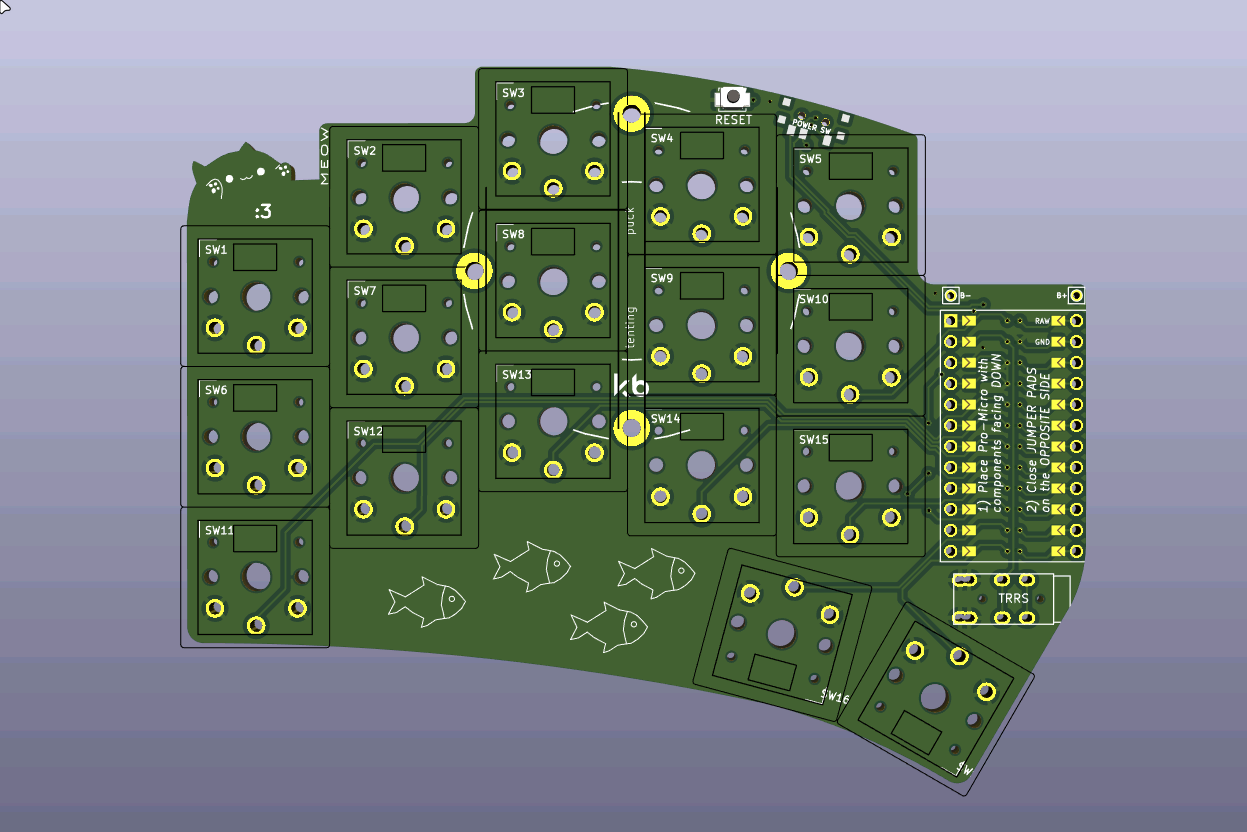 SW3
RESET
POWER SW
MEOW
SW2
SW4
SW5
:3
puck
SW1
SW8
SW7
SW9
SW10
B-
B+
RAW
GND
tenting
SW13
kb
SW6
SW12
SW14
SW15
1) Place Pro-Micro with
components facing DOWN
2) Close JUMPER PADS
on the OPPOSITE SIDE
SW11
TRRS
SW16
SW